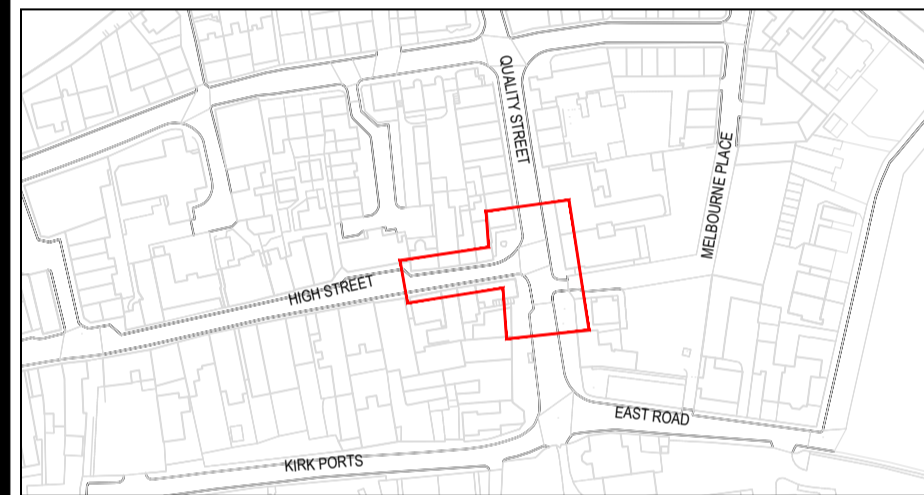 QUALITY STREET
MELBOURNE PLACE
HIGH STREET
EAST ROAD
KIRK PORTS